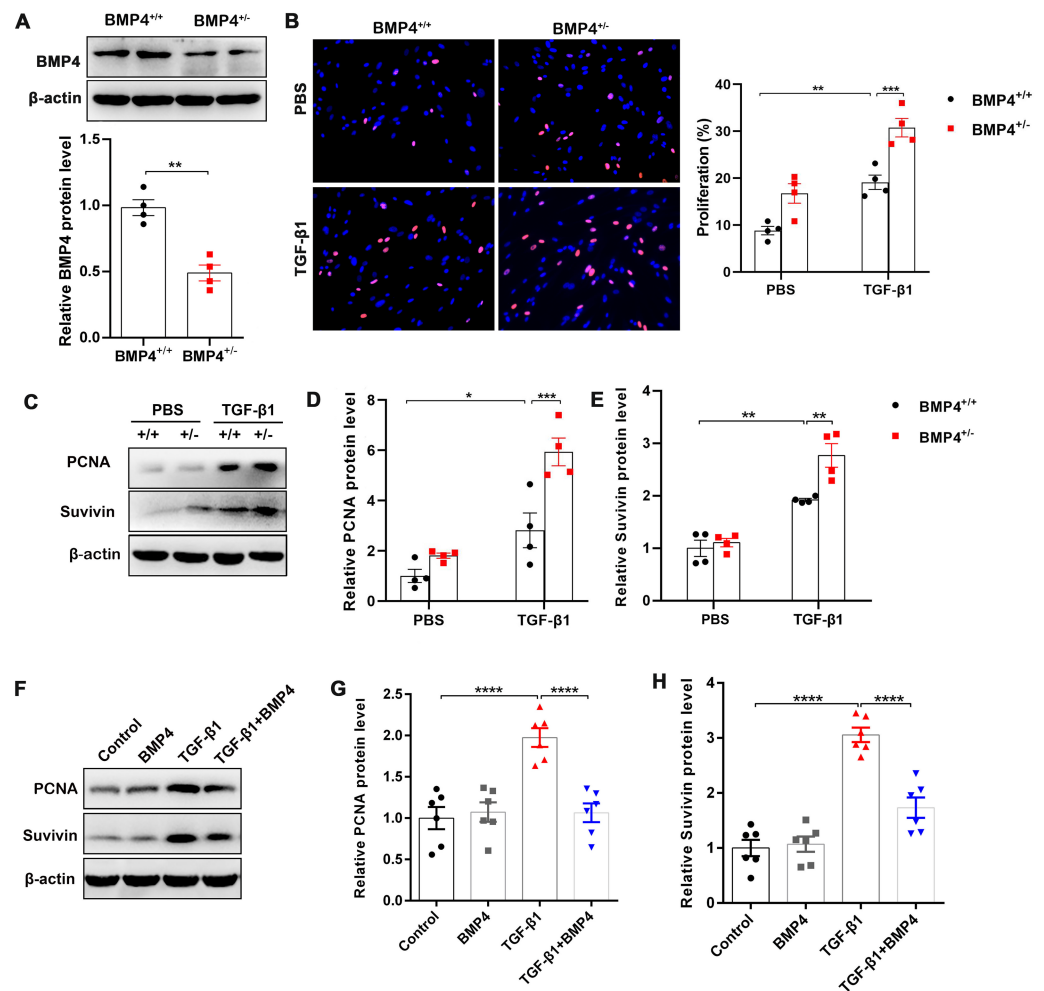 A
BMP4+/+ BMP4+/-
BMP4
β-actin
Relative BMP4 protein level
1.5
1.0
0.5
0.0
**
BMP4+/+ BMP4+/-
B
BMP4+/+ BMP4+/-
PBS
TGF-β1
Proliferation (%)
40
30
20
10
0
** ***
PBS TGF-β1
BMP4+/+
BMP4+/-
C
PBS TGF-β1
+/+ +/- +/+ +/-
PCNA
Suvivin
β-actin
D
Relative PCNA protein level
8
6
4
2
0
* ***
PBS TGF-β1
E
Relative Suvivin protein level
4
3
2
1
0
** **
PBS TGF-β1
BMP4+/+
BMP4+/-
F
Control BMP4 TGF-β1 TGF-β1+BMP4
PCNA
Suvivin
β-actin
G
Relative PCNA protein level
2.5
2.0
1.5
1.0
0.5
0.0
**** ****
Control BMP4 TGF-β1 TGF-β1+BMP4
H
Relative Suvivin protein level
4
3
2
1
0
**** ****
Control BMP4 TGF-β1 TGF-β1+BMP4